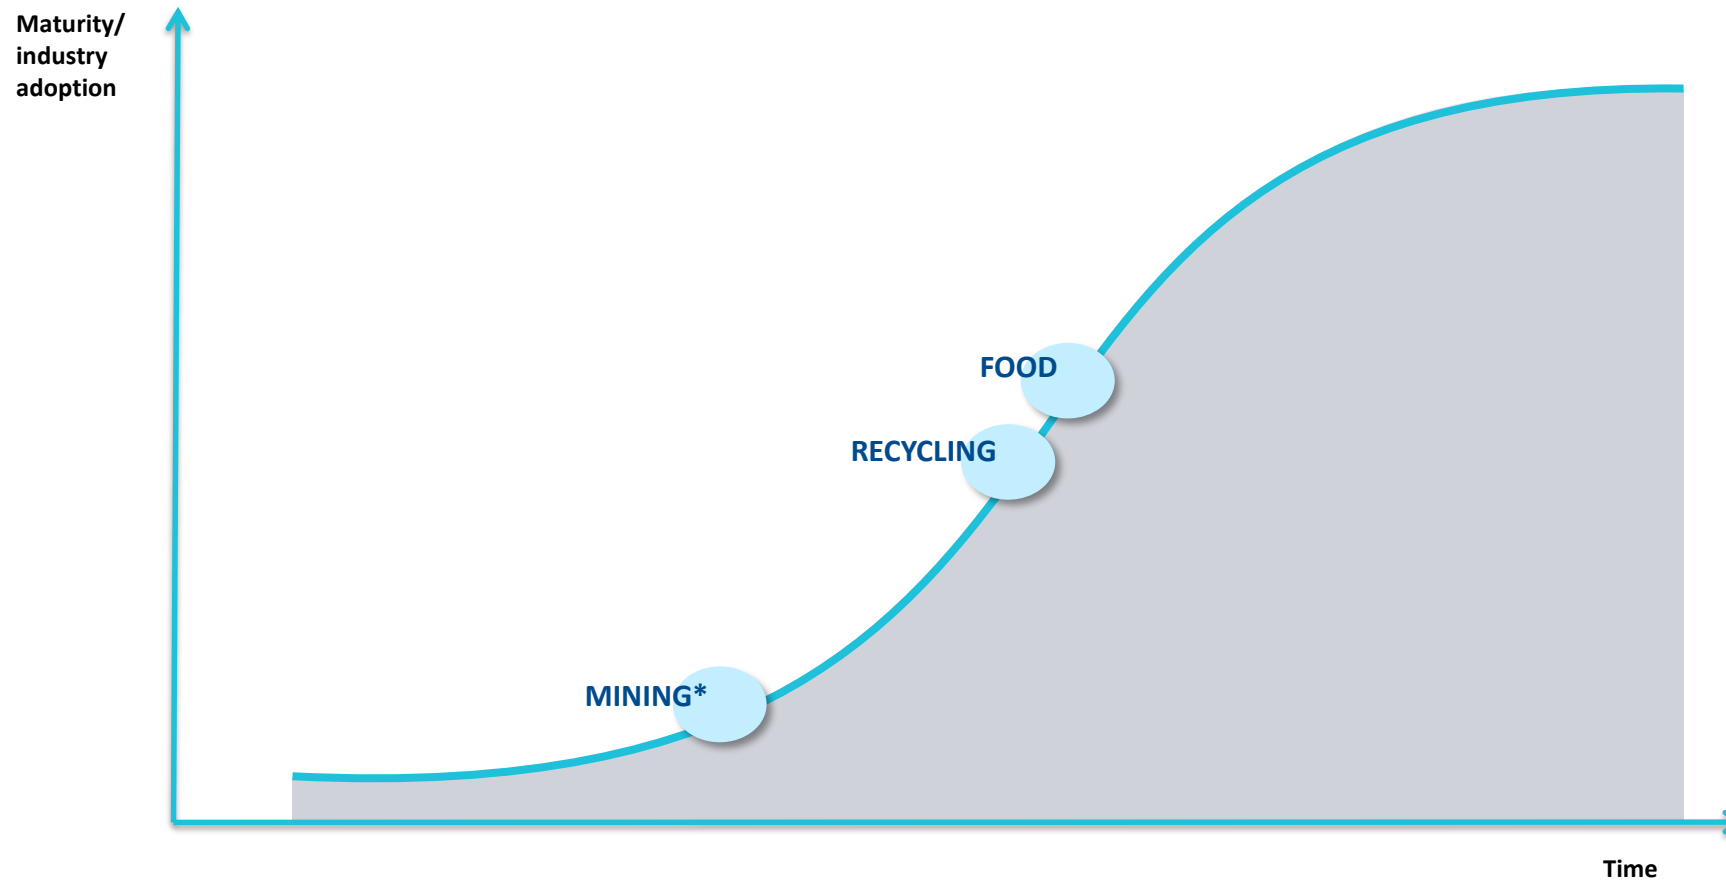 Maturity/
industry
adoption
FOOD
RECYCLING
MINING*
Time